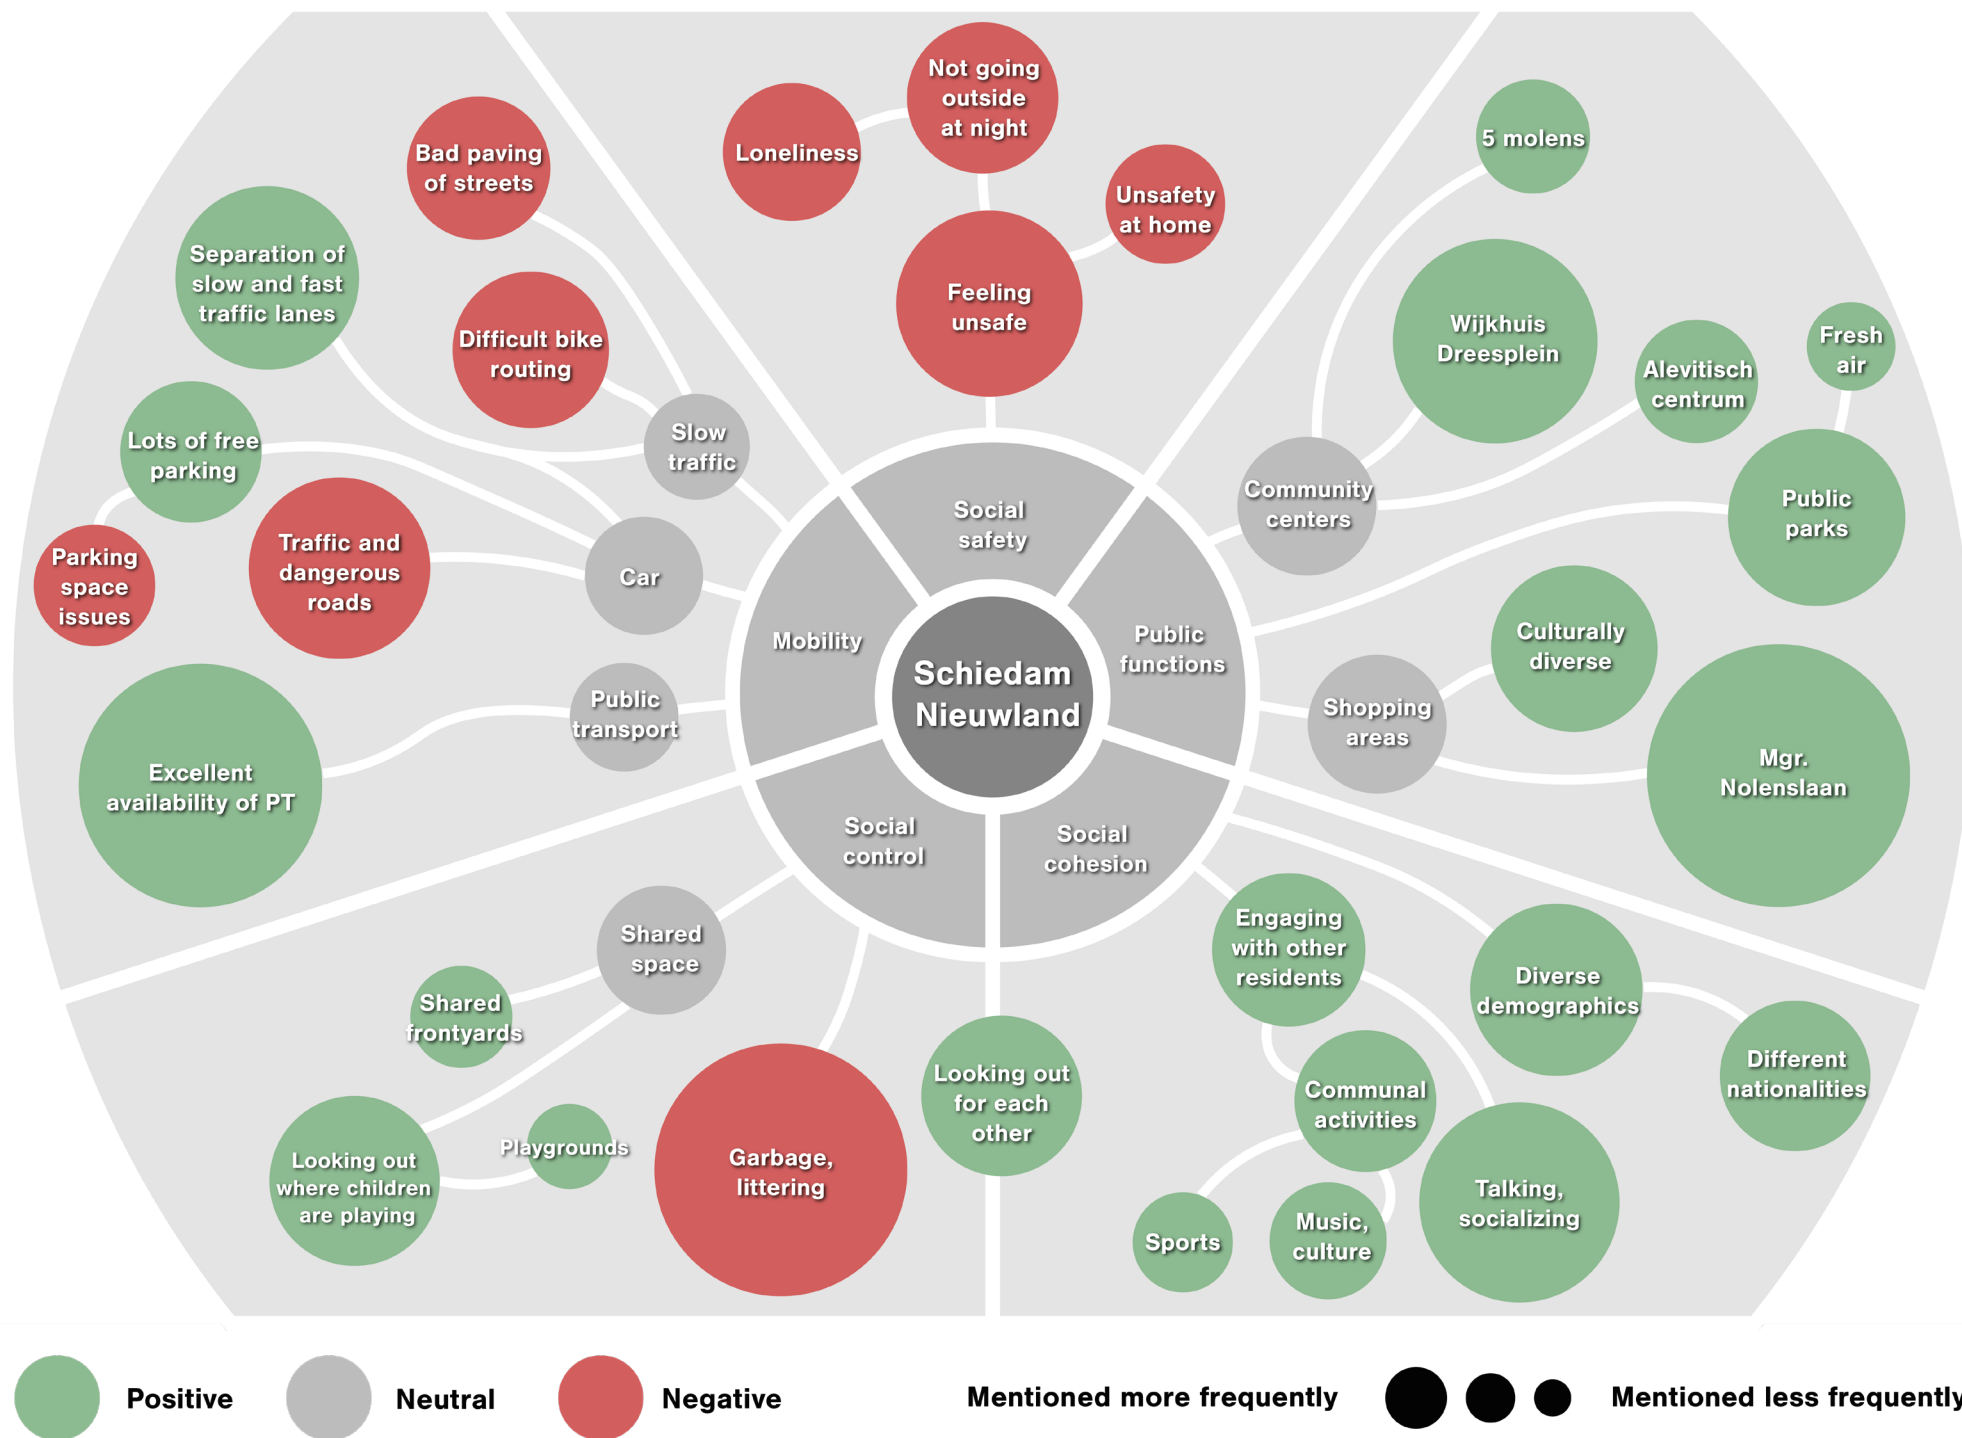 Not going
outside
at night
Loneliness
Unsafety
at home
Feeling
unsafe
Bad paving
of streets
Separation of
slow and fast
traffic lanes
Difficult bike
routing
Slow
traffic
Lots of free
parking
Parking
space
issues
Traffic and
dangerous
roads
Car
Public
transport
Excellent
availability of PT
5 molens
Wijkhuis
Dreesplein
Alevitisch
centrum
Fresh
air
Community
centers
Public
parks
Culturally
diverse
Shopping
areas
Mgr.
Nolenslaan
Social
safety
Mobility
Public
functions
Schiedam
Nieuwland
Social
control
Social
cohesion
Shared
space
Shared
frontyards
Looking out
where children
are playing
Playgrounds
Garbage,
littering
Looking out
for each
other
Engaging
with other
residents
Diverse
demographics
Different
nationalities
Communal
activities
Sports
Music,
culture
Talking,
socializing
Positive
Neutral
Negative
Mentioned more frequently
Mentioned less frequently